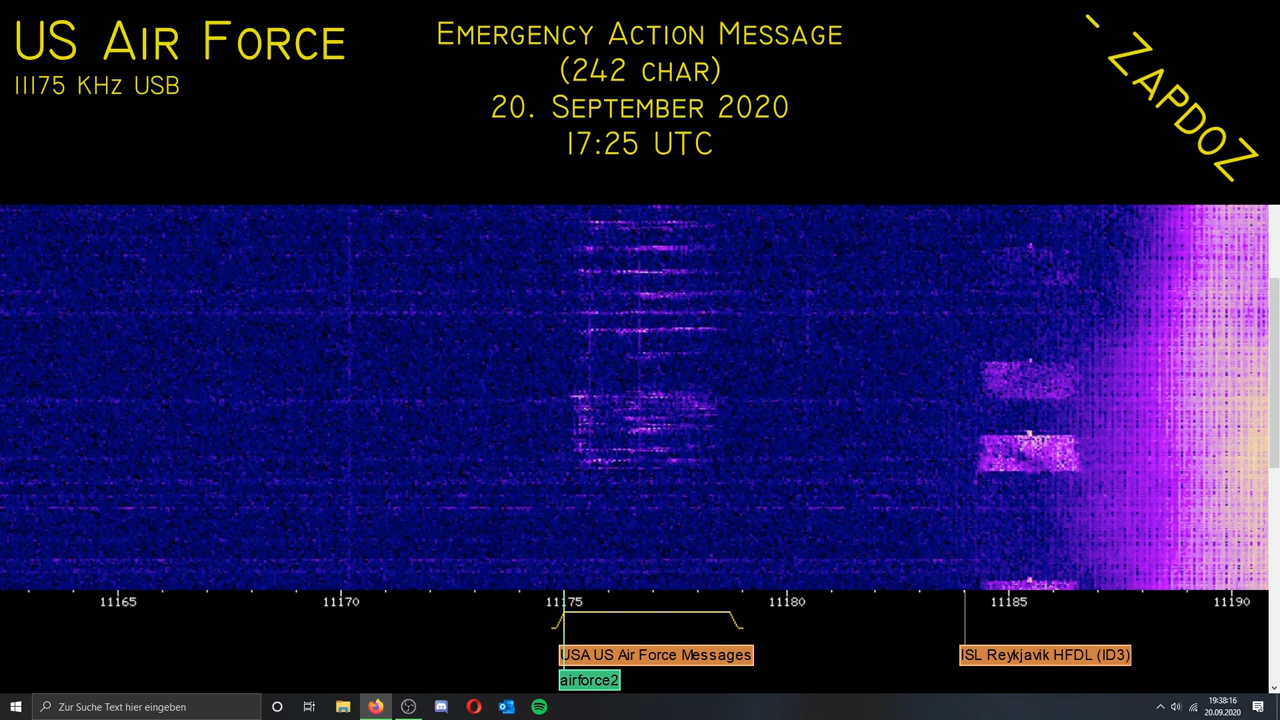 US Air Force
11175 KHz USB
Emergency Action Message
(242 char)
20. September 2020
17:25 UTC
- ZAPDOZ
11165 11170 11175 11180 11185 11190
USA US Air Force Messages
ISL Reykjavik HFDL (ID3)
airforce2
Zur Suche Text hier eingeben
19:38:16
20.09.2020